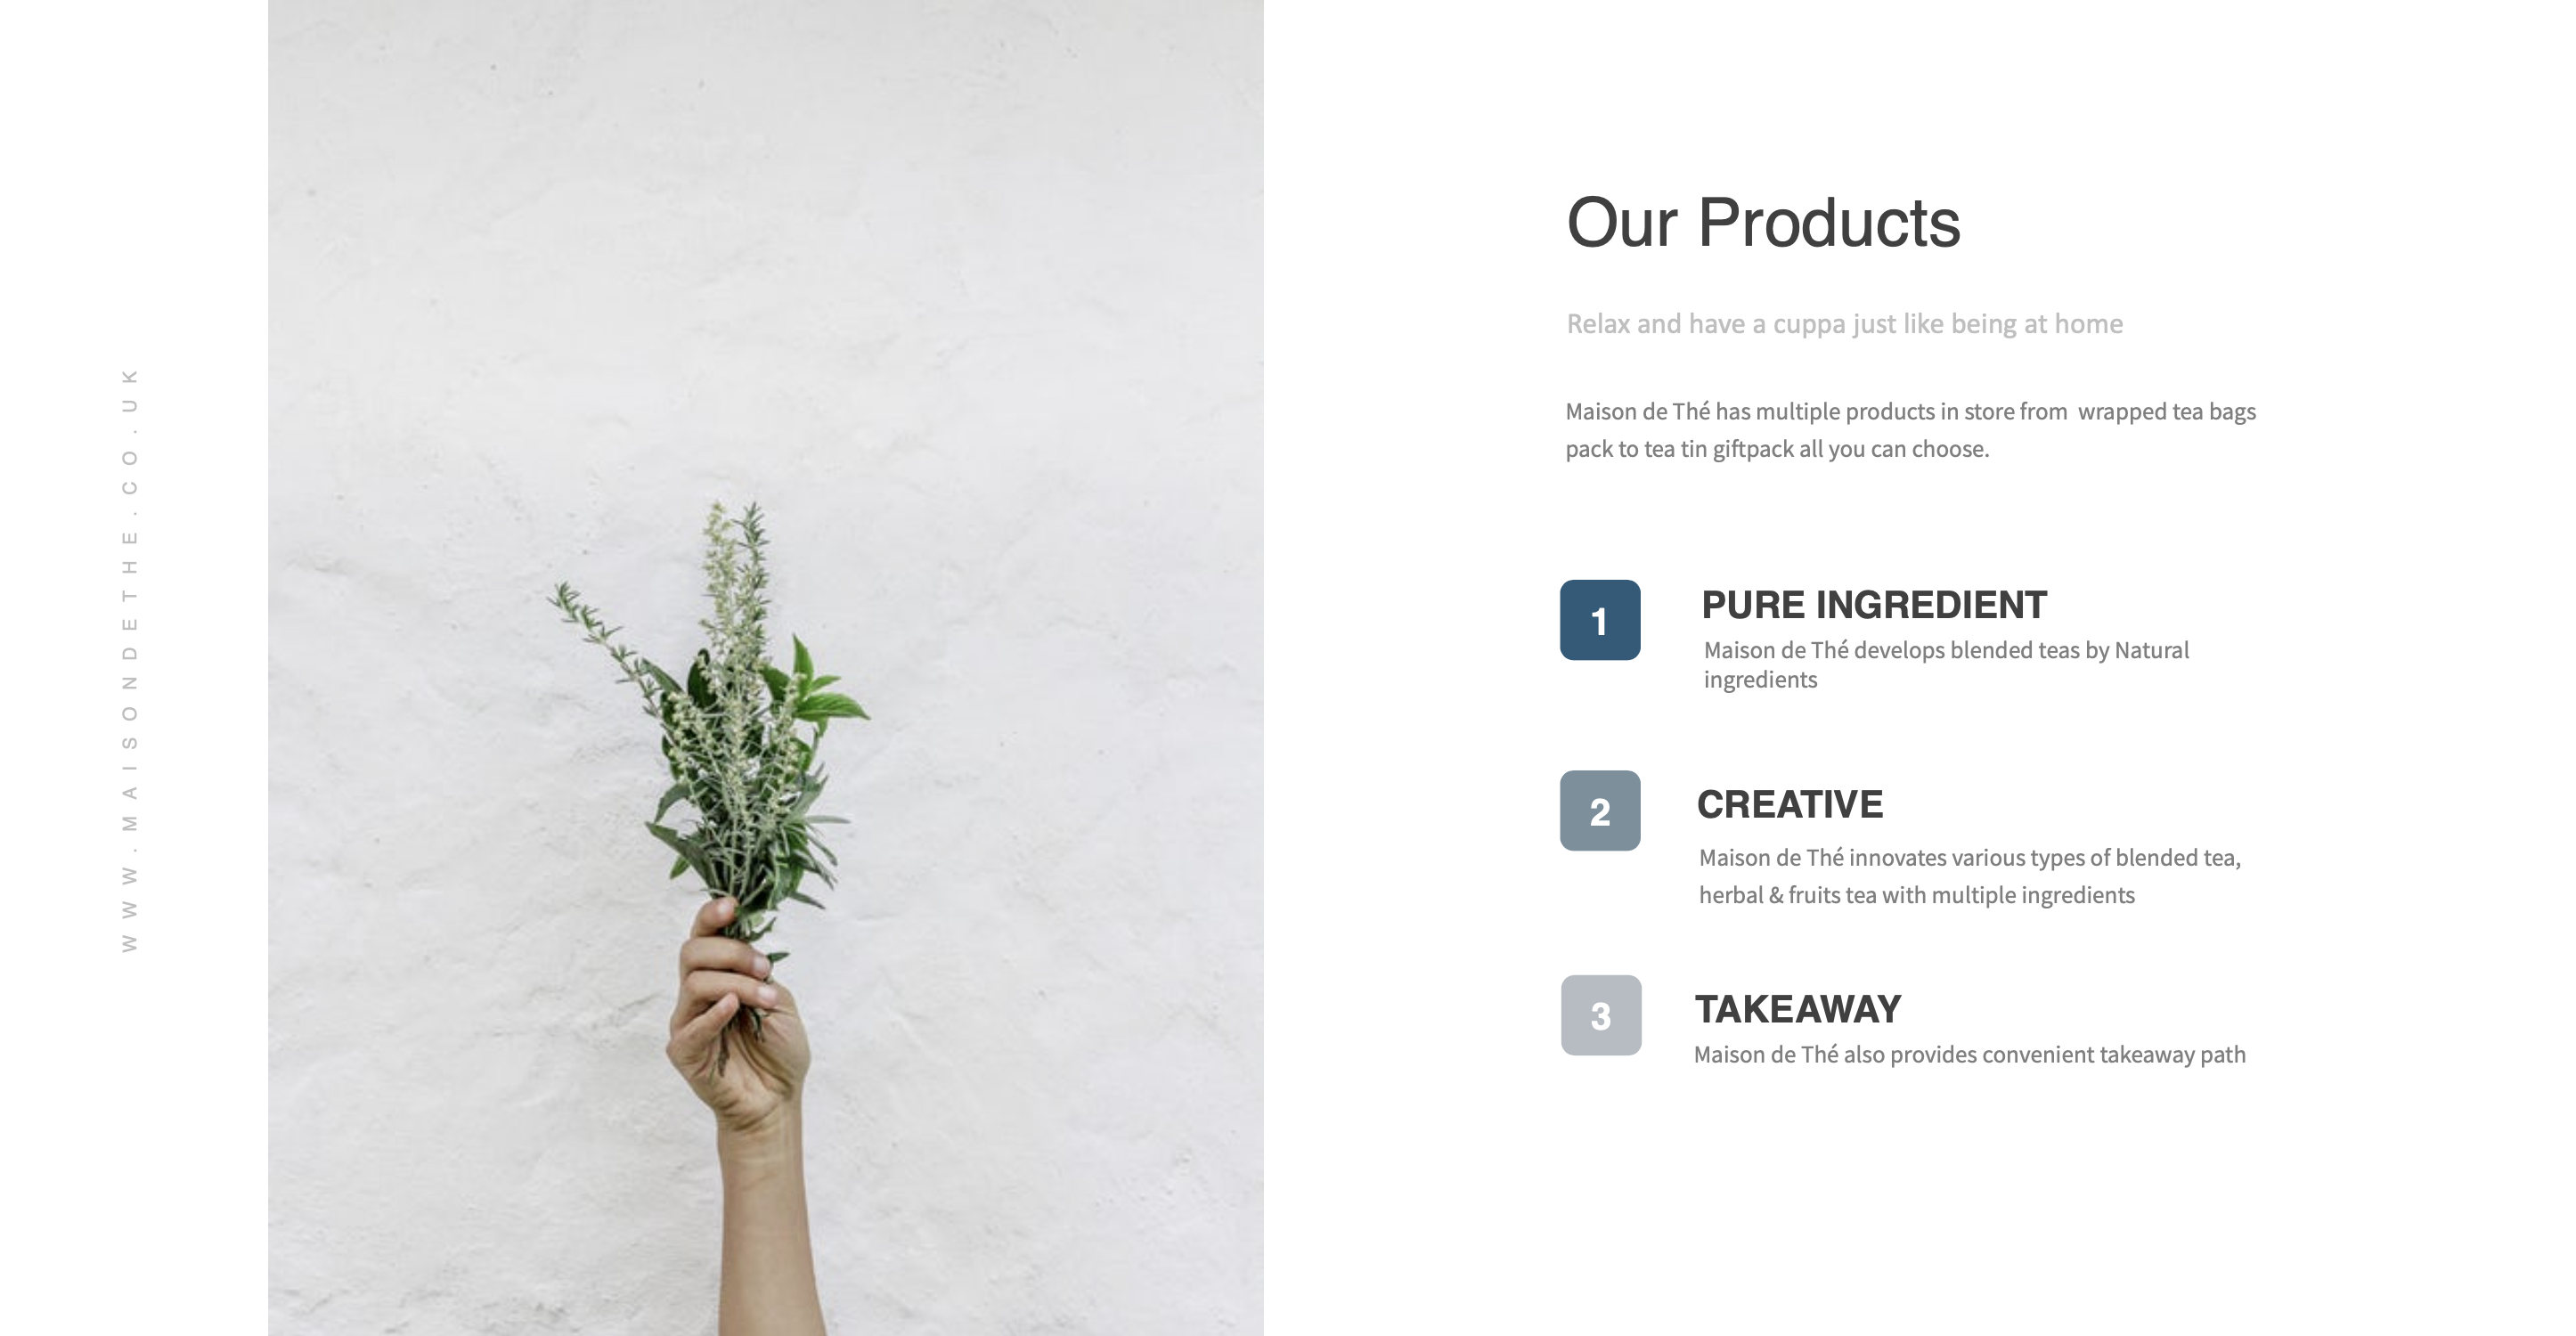 WWW.MAISONDETHE.CO.UK
Our Products
Relax and have a cuppa just like being at home
Maison de Thé has multiple products in store from  wrapped tea bags
pack to tea tin giftpack all you can choose.
1
PURE INGREDIENT
Maison de Thé develops blended teas by Natural
ingredients
2
CREATIVE
Maison de Thé innovates various types of blended tea,
herbal & fruits tea with multiple ingredients
3
TAKEAWAY
Maison de Thé also provides convenient takeaway path